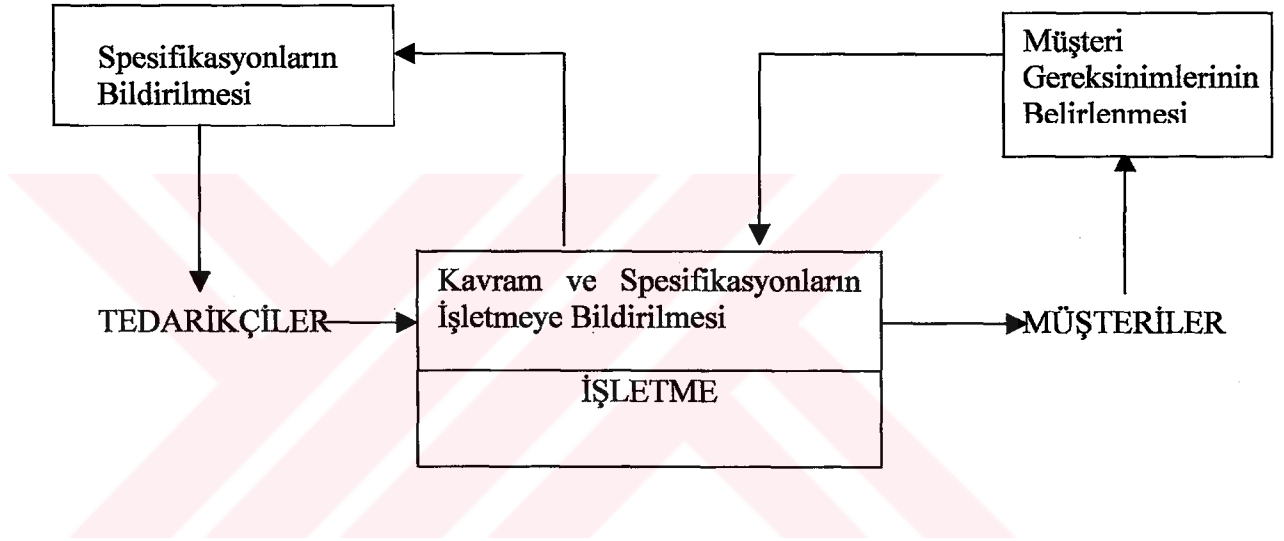 Spesifikasyonların
Bildirilmesi
Müşteri
Gereksinimlerinin
Belirlenmesi
TEDARİKÇİLER
Kavram ve Spesifikasyonların
İşletmeye Bildirilmesi
MÜŞTERİLER
İŞLETME